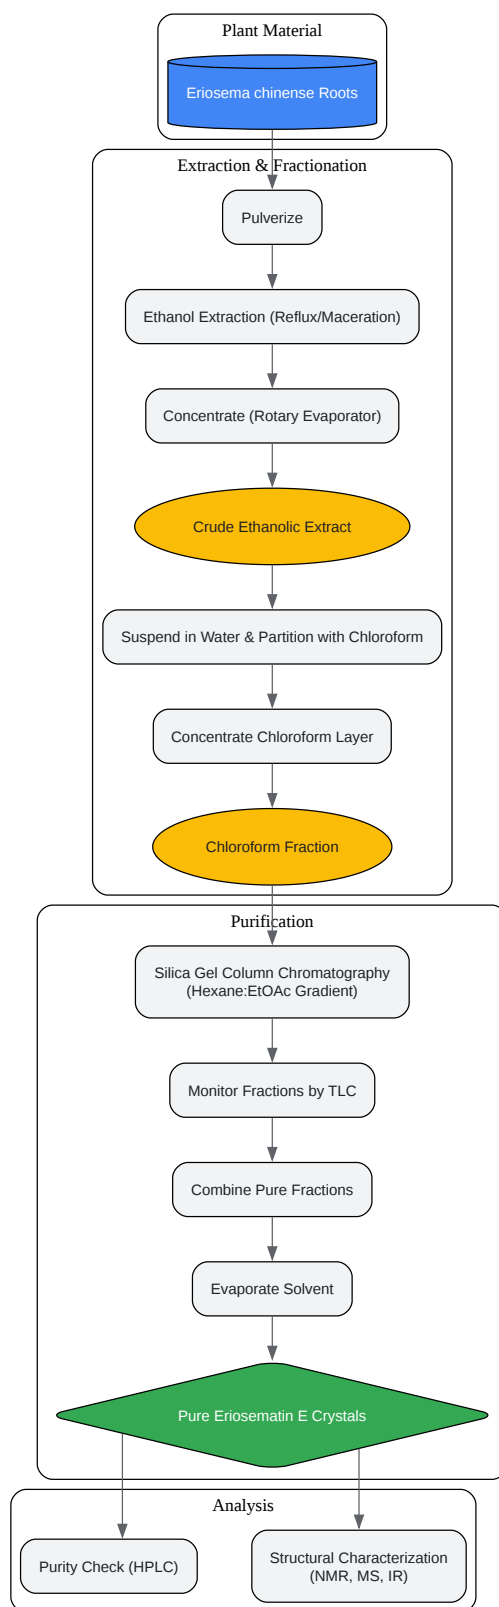 Plant Material
Eriosema chinense Roots
Extraction & Fractionation
Pulverize
Ethanol Extraction (Reflux/Maceration)
Concentrate (Rotary Evaporator)
Crude Ethanolic Extract
Suspend in Water & Partition with Chloroform
Concentrate Chloroform Layer
Chloroform Fraction
Purification
Silica Gel Column Chromatography
(Hexane:EtOAc Gradient)
Monitor Fractions by TLC
Combine Pure Fractions
Evaporate Solvent
Pure Eriosematin E Crystals
Analysis
Purity Check (HPLC)
Structural Characterization
(NMR, MS, IR)